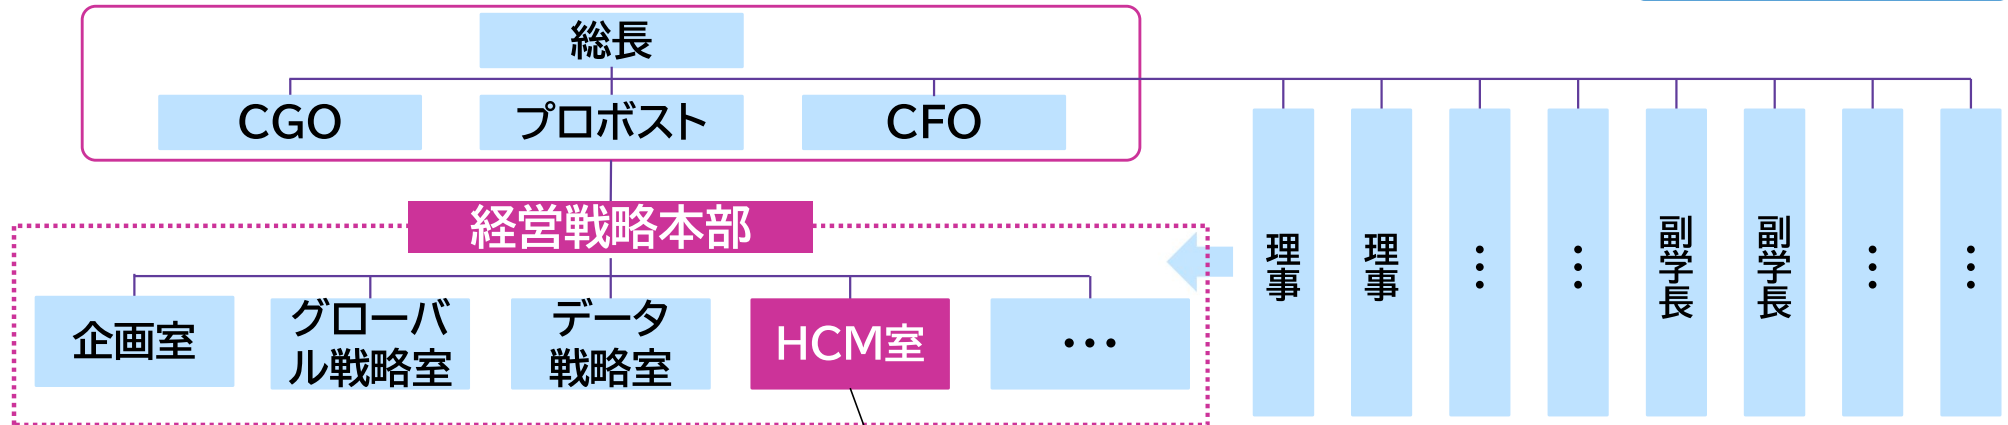 総長
CGO
プロボスト
CFO
経営戦略本部
企画室
グローバ
ル戦略室
データ
戦略室
HCM室
・・・
理事
理事
・・・
・・・
副学長
副学長
・・・
・・・